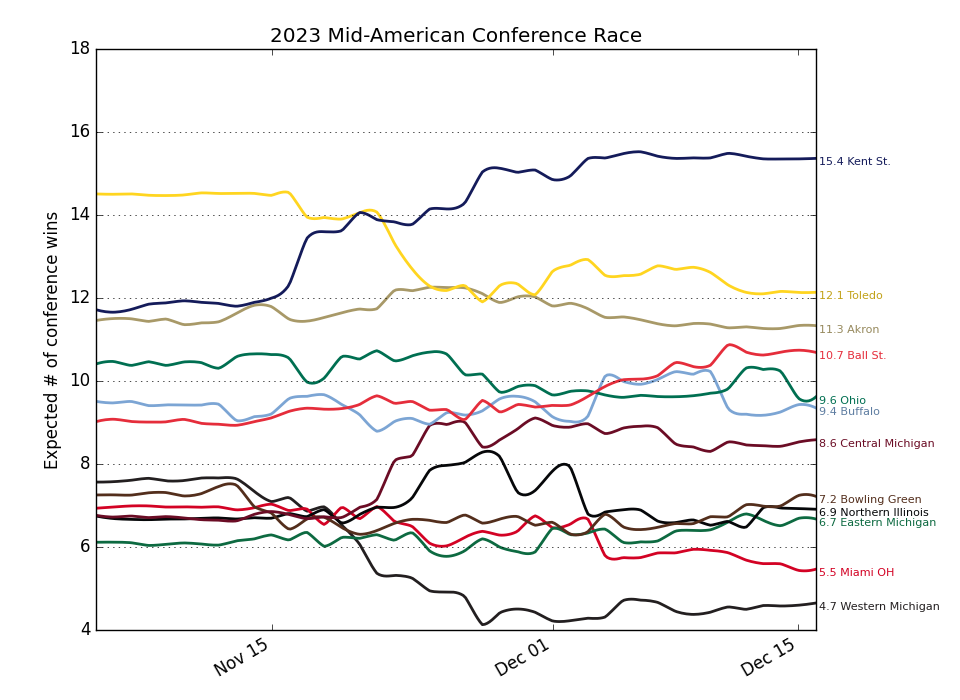 2023 Mid-American Conference Race
Expected # of conference wins
18
16
14
12
10
8
6
4
Nov 15
Dec 01
Dec 15
15.4 Kent St.
12.1 Toledo
11.3 Akron
10.7 Ball St.
9.6 Ohio
9.4 Buffalo
8.6 Central Michigan
7.2 Bowling Green
6.9 Northern Illinois
6.7 Eastern Michigan
5.5 Miami OH
4.7 Western Michigan